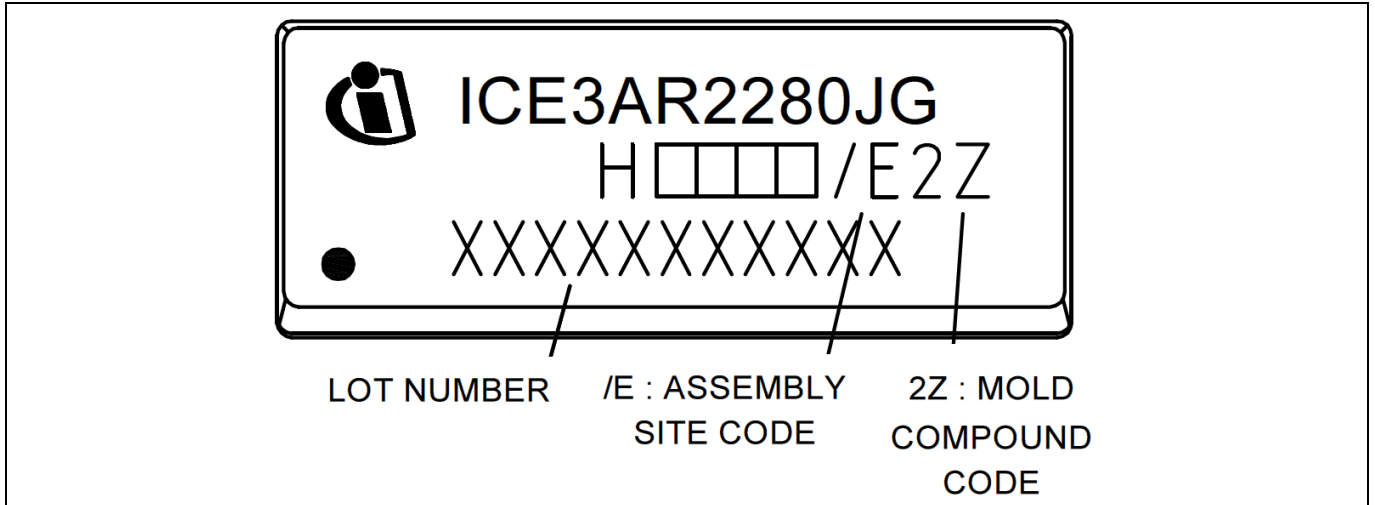 ICE3AR2280JG
H□□□□/E2Z
XXXXXXXXXXX
LOT NUMBER
/E : ASSEMBLY
SITE CODE
2Z : MOLD
COMPOUND
CODE